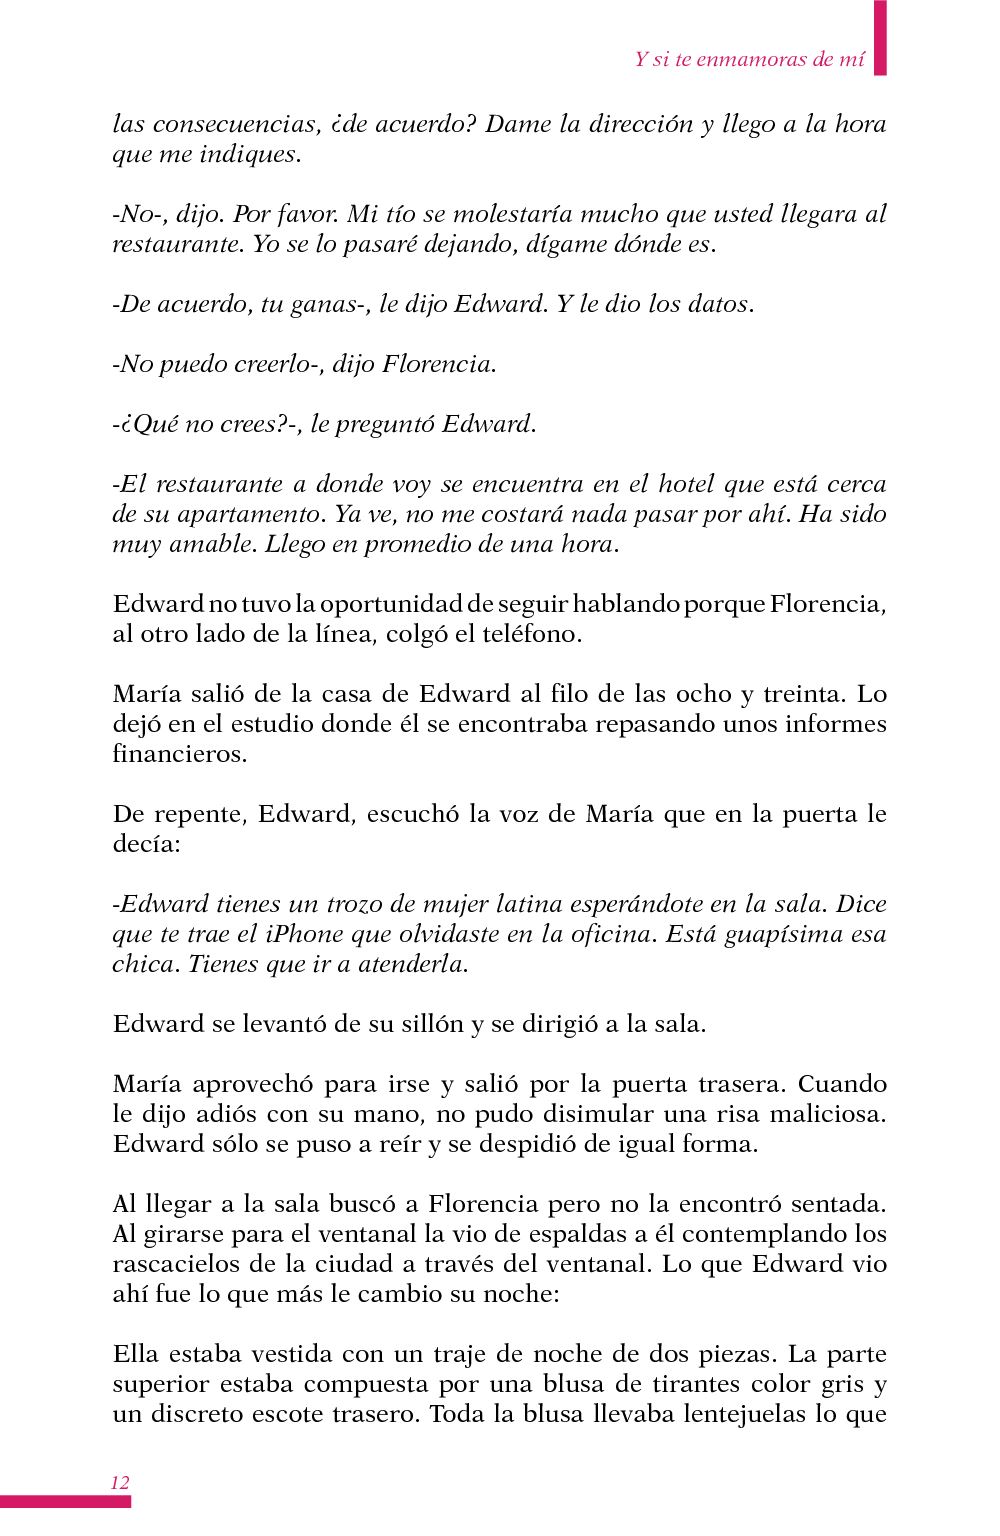 Y si te enmamoras de mí
las consecuencias, ¿de acuerdo? Dame la dirección y llego a la hora
que me indiques.
-No-, dijo. Por favor. Mi tío se molestaría mucho que usted llegara al
restaurante. Yo se lo pasaré dejando, dígame dónde es.
-De acuerdo, tu ganas-, le dijo Edward. Y le dio los datos.
-No puedo creerlo-, dijo Florencia.
-¿Qué no crees?-, le preguntó Edward.
-El restaurante a donde voy se encuentra en el hotel que está cerca
de su apartamento. Ya ve, no me costará nada pasar por ahí. Ha sido
muy amable. Llego en promedio de una hora.
Edward no tuvo la oportunidad de seguir hablando porque Florencia,
al otro lado de la línea, colgó el teléfono.
María salió de la casa de Edward al filo de las ocho y treinta. Lo
dejó en el estudio donde él se encontraba repasando unos informes
financieros.
De repente, Edward, escuchó la voz de María que en la puerta le
decía:
-Edward tienes un trozo de mujer latina esperándote en la sala. Dice
que te trae el iPhone que olvidaste en la oficina. Está guapísima esa
chica. Tienes que ir a atenderla.
Edward se levantó de su sillón y se dirigió a la sala.
María aprovechó para irse y salió por la puerta trasera. Cuando
le dijo adiós con su mano, no pudo disimular una risa maliciosa.
Edward sólo se puso a reír y se despidió de igual forma.
Al llegar a la sala buscó a Florencia pero no la encontró sentada.
Al girarse para el ventanal la vio de espaldas a él contemplando los
rascacielos de la ciudad a través del ventanal. Lo que Edward vio
ahí fue lo que más le cambio su noche:
Ella estaba vestida con un traje de noche de dos piezas. La parte
superior estaba compuesta por una blusa de tirantes color gris y
un discreto escote trasero. Toda la blusa llevaba lentejuelas lo que
12